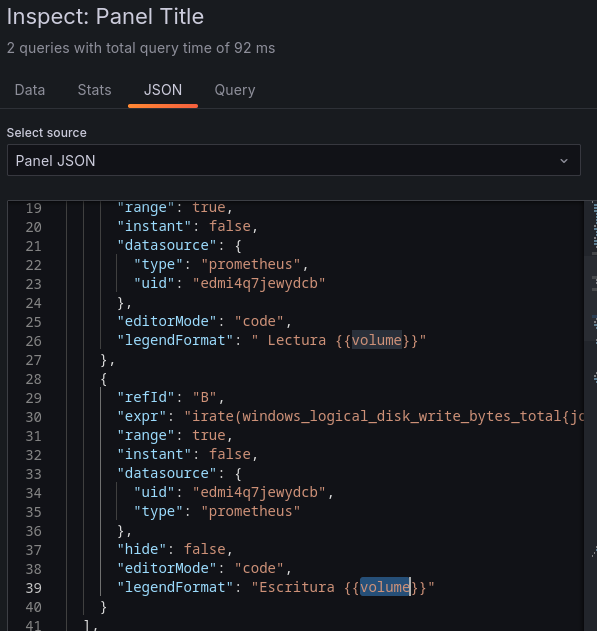 Inspect: Panel Title
2 queries with total query time of 92 ms
Data Stats JSON Query
Select source
Panel JSON
19 "range": true,
20 "instant": false,
21 "datasource": {
22 "type": "prometheus",
23 "uid": "edmi4q7jewydcb"
24 },
25 "editorMode": "code",
26 "legendFormat": " Lectura {{volume}}"
27 },
28 {
29 "refId": "B",
30 "expr": "irate(windows_logical_disk_write_bytes_total{jo
31 "range": true,
32 "instant": false,
33 "datasource": {
34 "uid": "edmi4q7jewydcb",
35 "type": "prometheus"
36 },
37 "hide": false,
38 "editorMode": "code",
39 "legendFormat": "Escritura {{volume}}"
40 }
41 ],